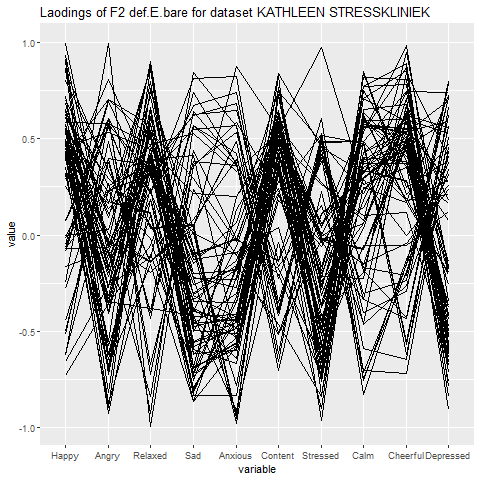 Laodings of F2 def.E.bare for dataset KATHLEEN STRESSKLINIEK
1.0
0.5
0.0
-0.5
-1.0
value
Happy Angry Relaxed Sad Anxious Content Stressed Calm Cheerful Depressed
variable